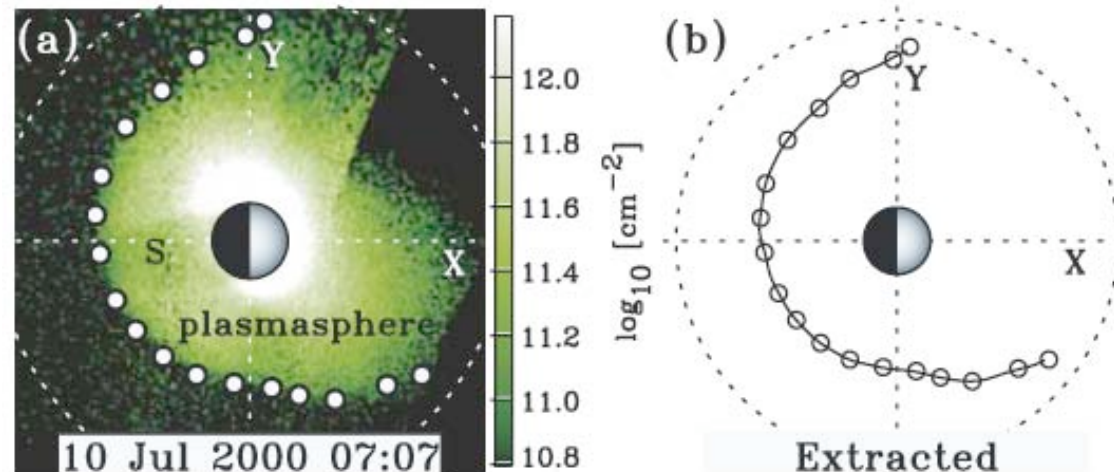 (a)
Y
X
S
plasmasphere
10 Jul 2000 07:07
12.0
11.8
11.6
11.4
11.2
11.0
10.8
log10 [cm−2]
(b)
Y
X
Extracted